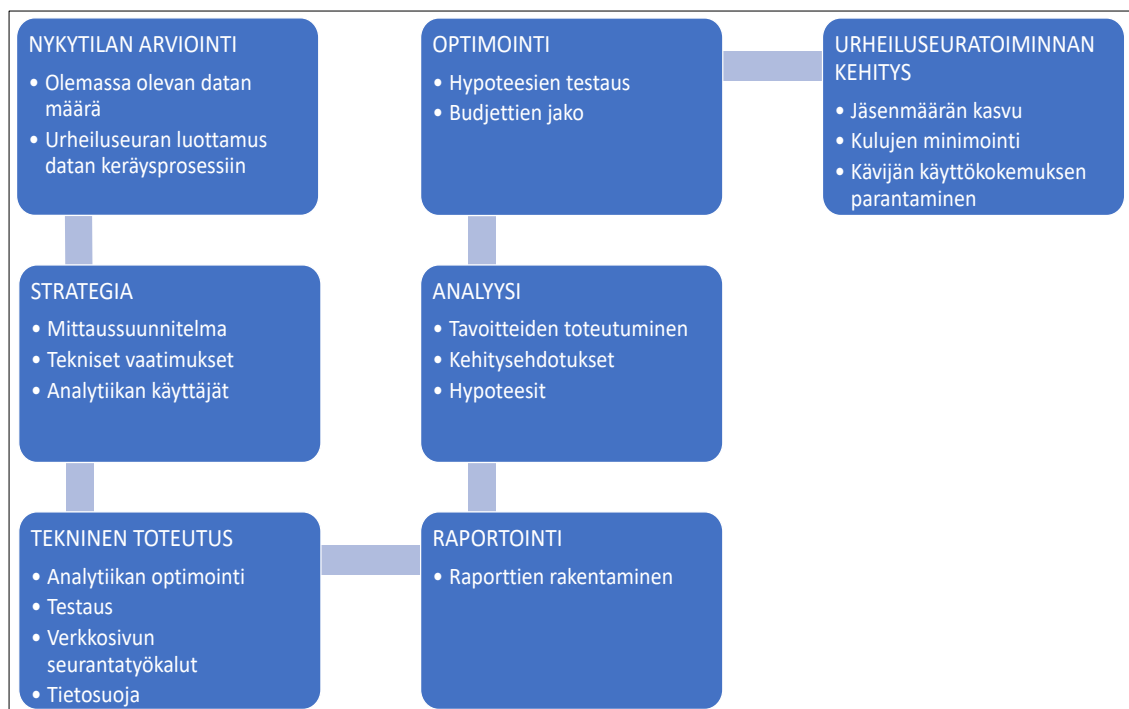 NYKYTILAN ARVIOINTI
• Olemassa olevan datan
määrä
• Urheiluseuran luottamus
datan keräysprosessiin
STRATEGIA
• Mittaussuunnitelma
• Tekniset vaatimukset
• Analytiikan käyttäjät
TEKNINEN TOTEUTUS
• Analytiikan optimointi
• Testaus
• Verkkosivun
seurantatyökalut
• Tietosuoja
RAPORTOINTI
• Raporttien rakentaminen
ANALYYSI
• Tavoitteiden toteutuminen
• Kehitysehdotukset
• Hypoteesit
OPTIMOINTI
• Hypoteesien testaus
• Budjettien jako
URHEILUSEURATOIMINNAN
KEHITYS
• Jäsenmäärän kasvu
• Kulujen minimointi
• Kävijän käyttökokemuksen
parantaminen